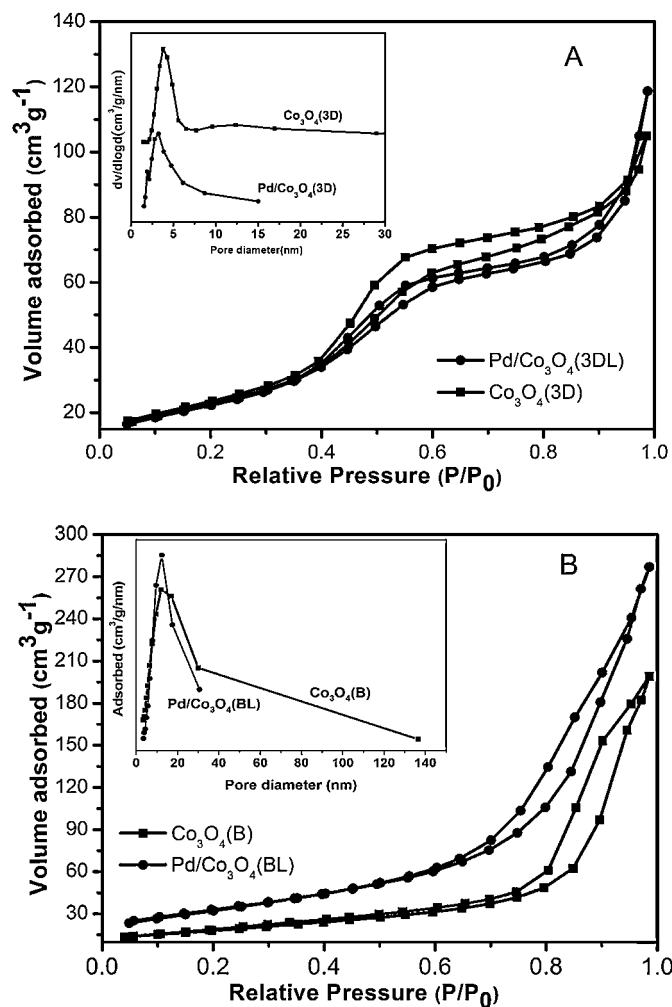 A
Volume adsorbed (cm³g⁻¹)
140
120
100
80
60
40
20
0.0 0.2 0.4 0.6 0.8 1.0
Relative Pressure (P/P₀)
Pd/Co₃O₄(3DL)
Co₃O₄(3D)
dv/dlogd(cm³/g/nm)
Co₃O₄(3D)
Pd/Co₃O₄(3D)
0 5 10 15 20 25 30
Pore diameter(nm)
B
Volume adsorbed (cm³g⁻¹)
300
270
240
210
180
150
120
90
60
30
0.0 0.2 0.4 0.6 0.8 1.0
Relative Pressure (P/P₀)
Co₃O₄(B)
Pd/Co₃O₄(BL)
Adsorbed (cm³/g/nm)
Pd/Co₃O₄(BL)
Co₃O₄(B)
0 20 40 60 80 100 120 140
Pore diameter (nm)